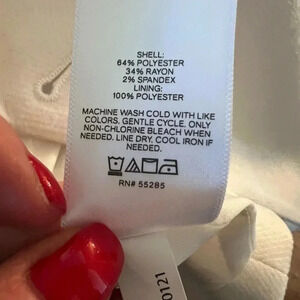 SHELL:
64% POLYESTER
34% RAYON
2% SPANDEX
LINING:
100% POLYESTER
MACHINE WASH COLD WITH LIKE
COLORS. GENTLE CYCLE. ONLY
NON-CHLORINE BLEACH WHEN
NEEDED. LINE DRY, COOL IRON IF
NEEDED.
RN# 55285
0121